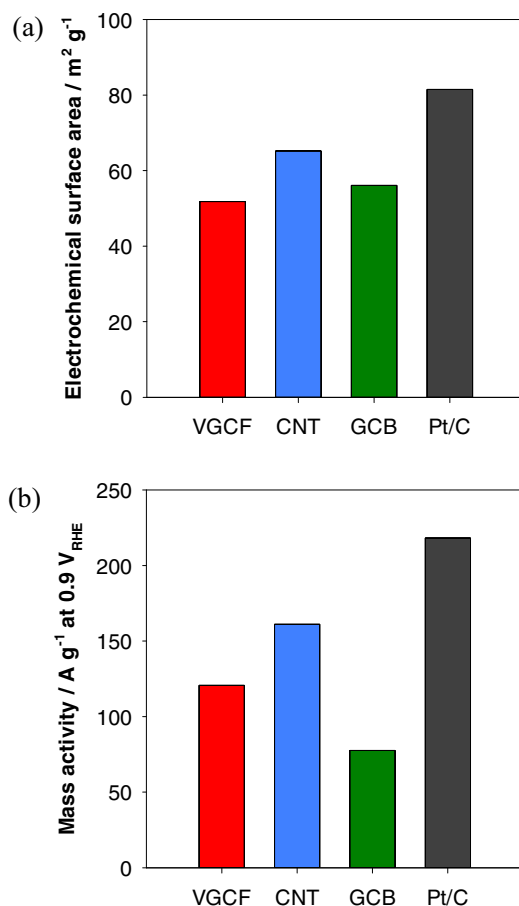 (a)
Electrochemical surface area / m² g⁻¹
100
80
60
40
20
0
VGCF CNT GCB Pt/C
(b)
Mass activity / A g⁻¹ at 0.9 V_RHE
250
200
150
100
50
0
VGCF CNT GCB Pt/C